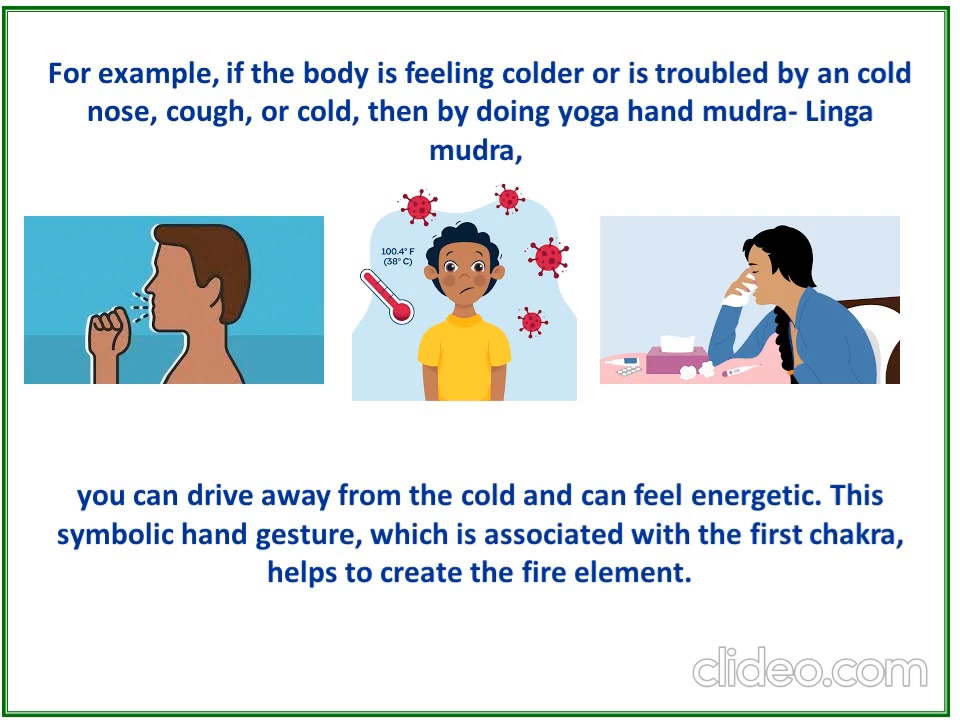 For example, if the body is feeling colder or is troubled by an cold
nose, cough, or cold, then by doing yoga hand mudra- Linga
mudra,
100.4° F
(38° C)
you can drive away from the cold and can feel energetic. This
symbolic hand gesture, which is associated with the first chakra,
helps to create the fire element.
clideo.com